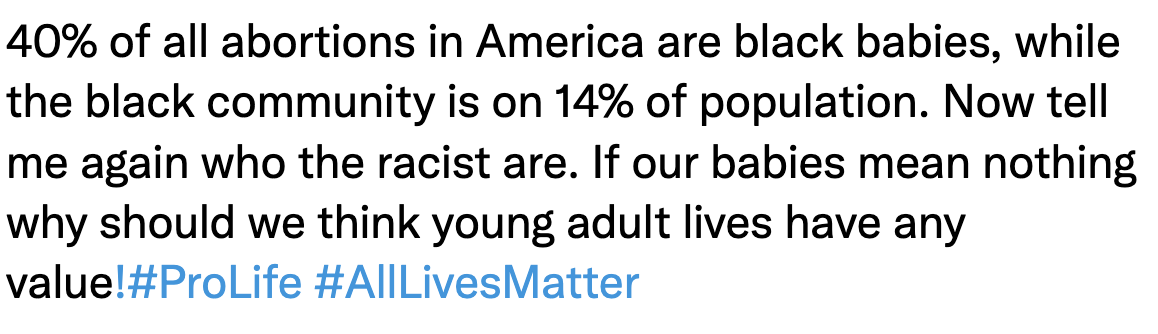 40% of all abortions in America are black babies, while
the black community is on 14% of population. Now tell
me again who the racist are. If our babies mean nothing
why should we think young adult lives have any
value!#ProLife #AllLivesMatter